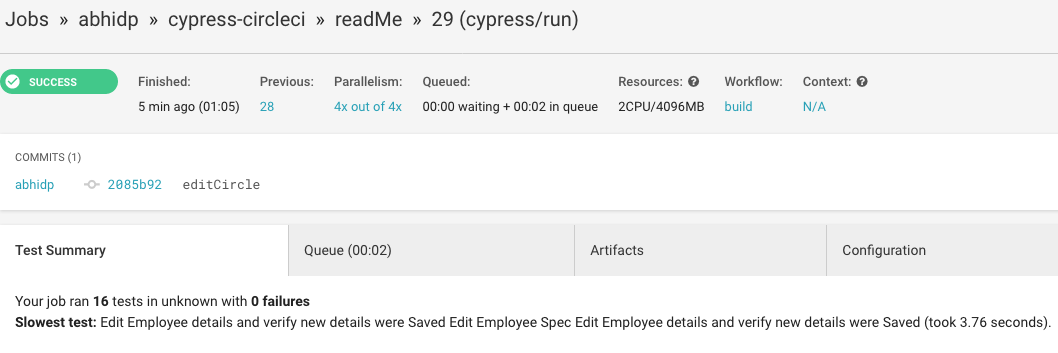 Jobs » abhidp » cypress-circleci » readMe » 29 (cypress/run)
SUCCESS
Finished: Previous: Parallelism: Queued: Resources: Workflow: Context:
5 min ago (01:05) 28 4x out of 4x 00:00 waiting + 00:02 in queue 2CPU/4096MB build N/A
COMMITS (1)
abhidp 2085b92 editCircle
Test Summary Queue (00:02) Artifacts Configuration
Your job ran 16 tests in unknown with 0 failures
Slowest test: Edit Employee details and verify new details were Saved Edit Employee Spec Edit Employee details and verify new details were Saved (took 3.76 seconds).